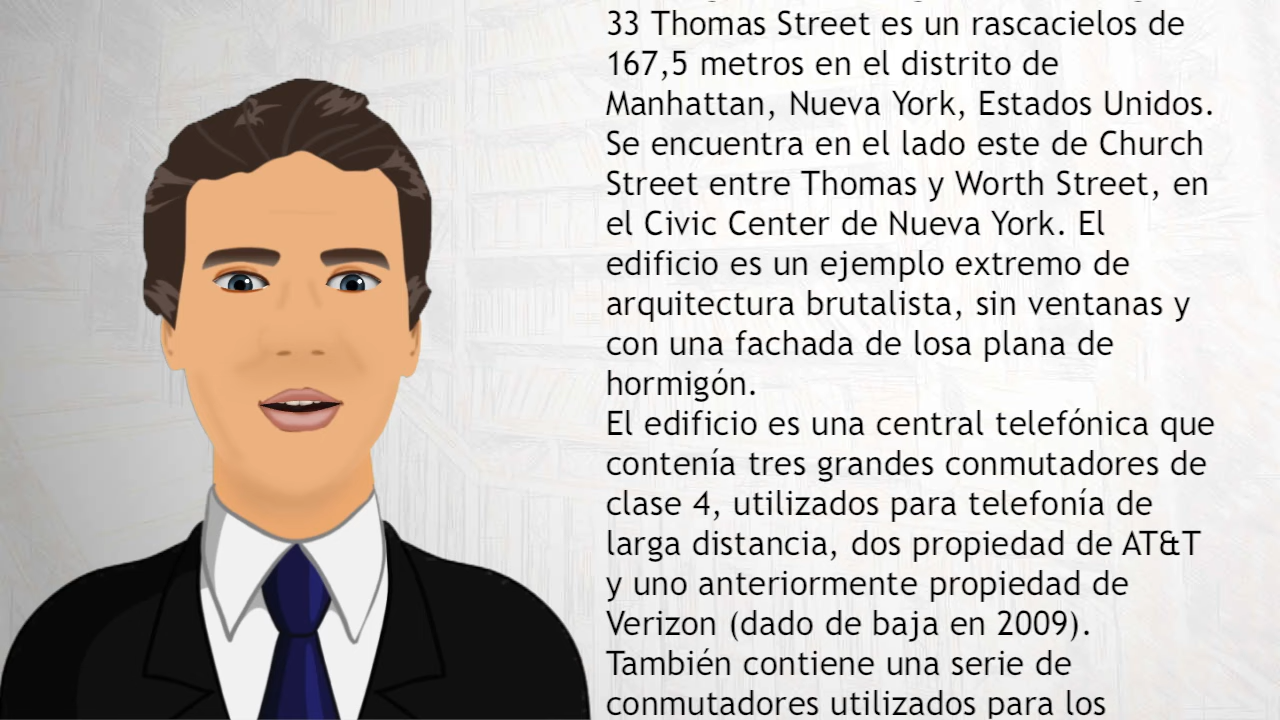 33 Thomas Street es un rascacielos de
167,5 metros en el distrito de
Manhattan, Nueva York, Estados Unidos.
Se encuentra en el lado este de Church
Street entre Thomas y Worth Street, en
el Civic Center de Nueva York. El
edificio es un ejemplo extremo de
arquitectura brutalista, sin ventanas y
con una fachada de losa plana de
hormigón.
El edificio es una central telefónica que
contenía tres grandes conmutadores de
clase 4, utilizados para telefonía de
larga distancia, dos propiedad de AT&T
y uno anteriormente propiedad de
Verizon (dado de baja en 2009).
También contiene una serie de
conmutadores utilizados para los